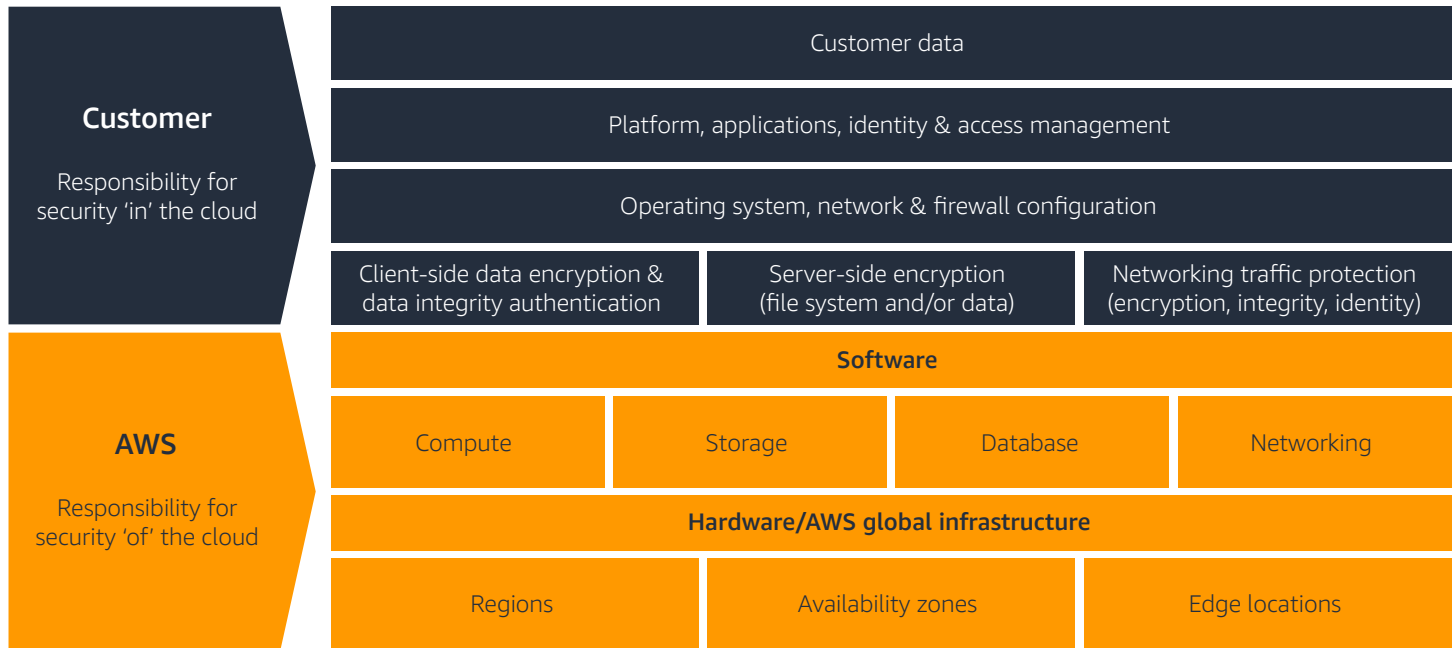 Customer
Responsibility for
security ‘in’ the cloud
Customer data
Platform, applications, identity & access management
Operating system, network & firewall configuration
Client-side data encryption &
data integrity authentication
Server-side encryption
(file system and/or data)
Networking traffic protection
(encryption, integrity, identity)
AWS
Responsibility for
security ‘of’ the cloud
Software
Compute
Storage
Database
Networking
Hardware/AWS global infrastructure
Regions
Availability zones
Edge locations